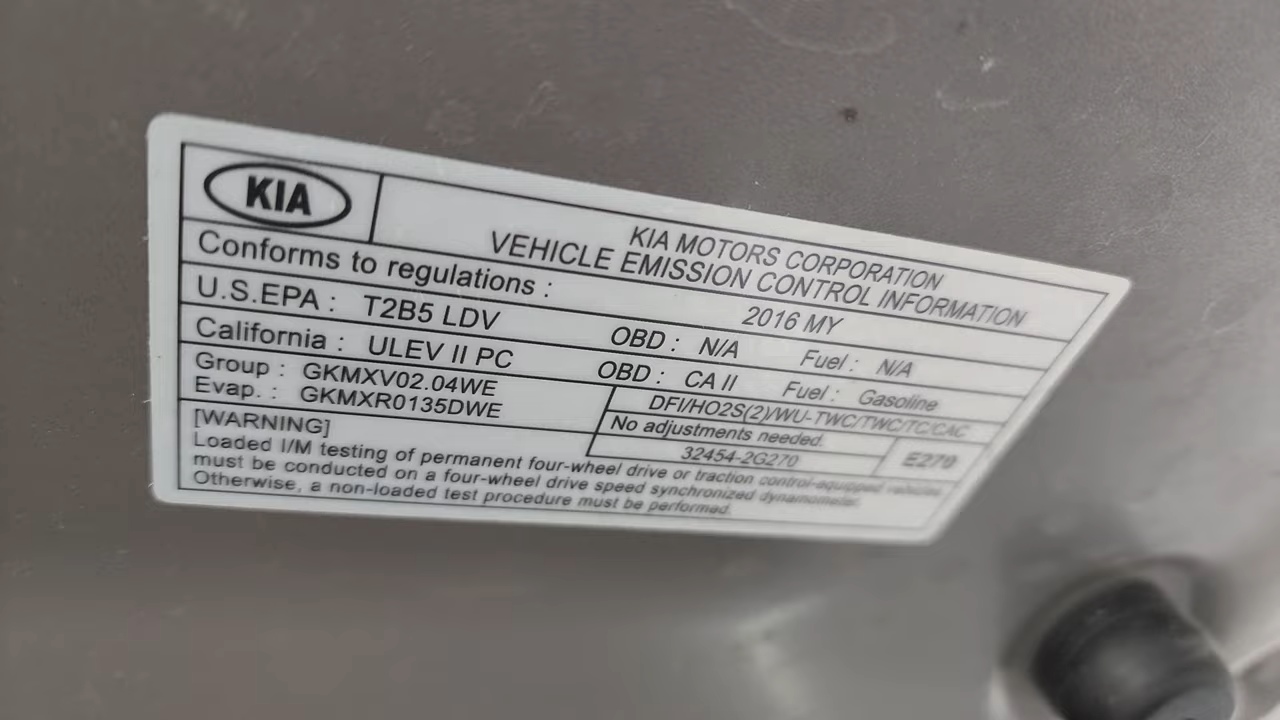 KIA
KIA MOTORS CORPORATION
VEHICLE EMISSION CONTROL INFORMATION
Conforms to regulations : 2016 MY
U.S.EPA : T2B5 LDV OBD : N/A Fuel : N/A
California : ULEV II PC OBD : CA II Fuel : Gasoline
Group : GKMXV02.04WE
Evap. : GKMXR0135DWE
DFI/HO2S(2)/WU-TWC/TWC/TC/CAC
No adjustments needed.
32454-2G270 E270
[WARNING]
Loaded I/M testing of permanent four-wheel drive or traction control-equipped vehicles
must be conducted on a four-wheel drive speed synchronized dynamometer.
Otherwise, a non-loaded test procedure must be performed.